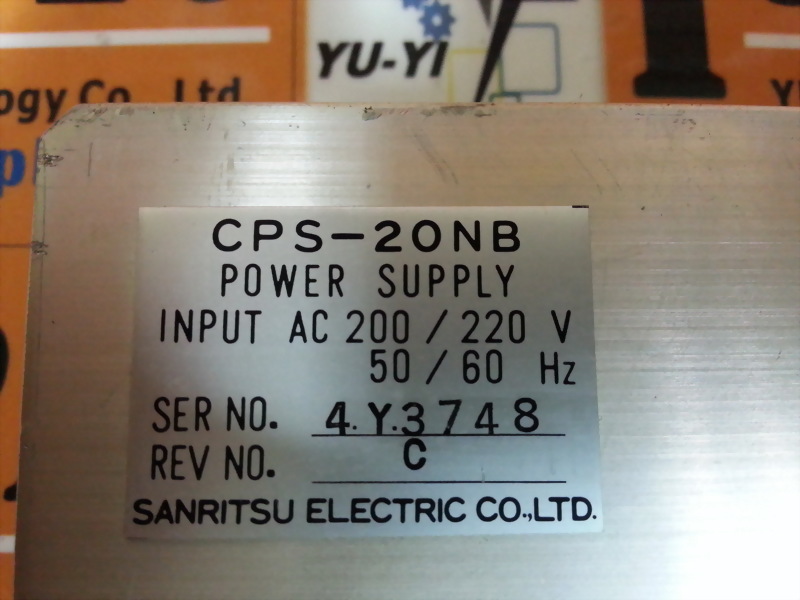 YU-YI
ogy Co., Ltd
CPS-20NB
POWER SUPPLY
INPUT AC 200 / 220 V
50 / 60 Hz
SER NO. 4.Y.3748
REV NO. C
SANRITSU ELECTRIC CO.,LTD.